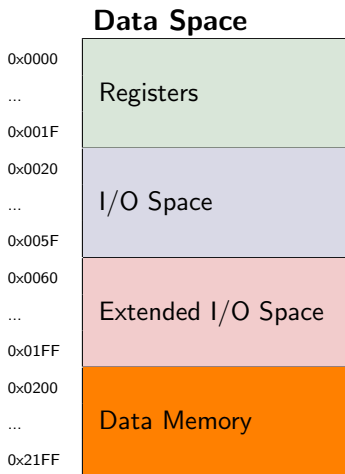 Data Space
0x0000
... Registers
0x001F
0x0020
... I/O Space
0x005F
0x0060
... Extended I/O Space
0x01FF
0x0200
... Data Memory
0x21FF